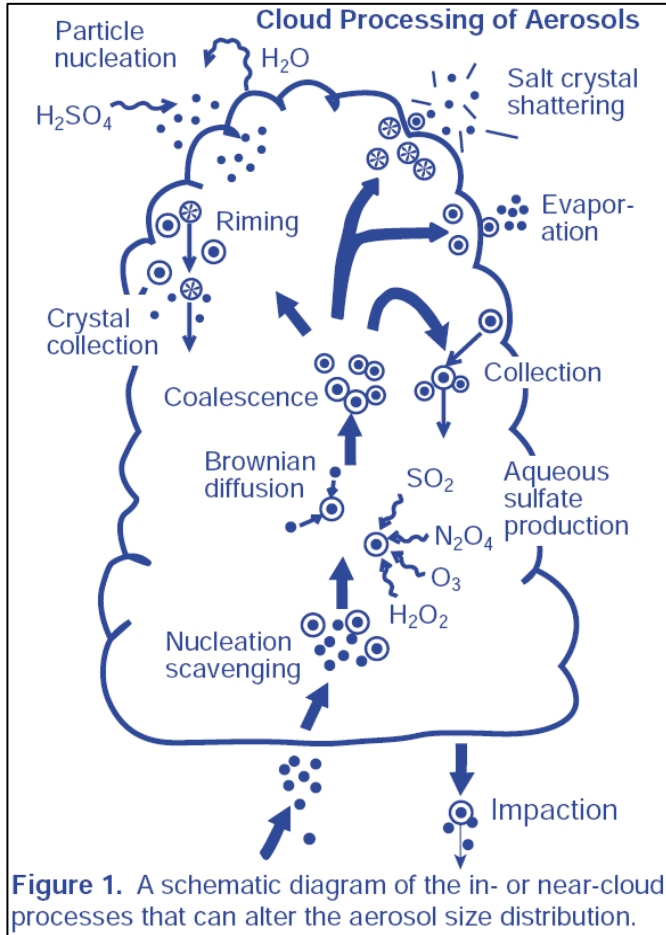 Cloud Processing of Aerosols
Particle
nucleation
H₂O
H₂SO₄
Salt crystal
shattering
Riming
Evapor-
ation
Crystal
collection
Coalescence
Collection
Brownian
diffusion
SO₂
Aqueous
sulfate
production
N₂O₄
O₃
H₂O₂
Nucleation
scavenging
Impaction
Figure 1. A schematic diagram of the in- or near-cloud
processes that can alter the aerosol size distribution.